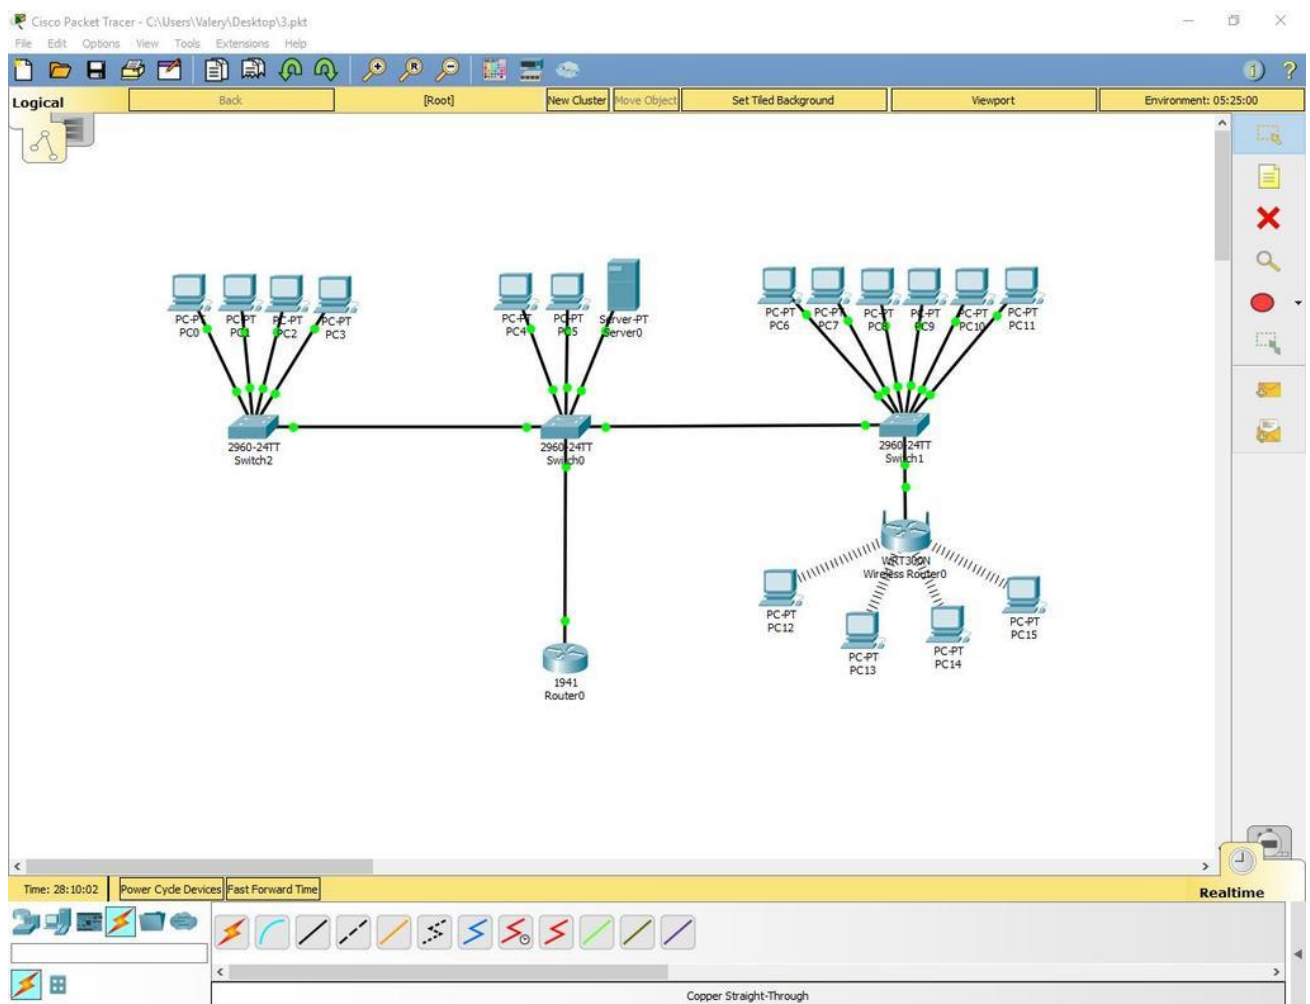 Cisco Packet Tracer - C:\Users\Valery\Desktop\3.pkt
File Edit Options View Tools Extensions Help
Logical Back [Root] New Cluster Move Object Set Tiled Background Viewport Environment: 05:25:00
PC-PT
PC0
PC-PT
PC1
PC-PT
PC2
PC-PT
PC3
PC-PT
PC4
PC-PT
PC5
Server-PT
Server0
PC-PT
PC6
PC-PT
PC7
PC-PT
PC8
PC-PT
PC9
PC-PT
PC10
PC-PT
PC11
2960-24TT
Switch2
2960-24TT
Switch0
2960-24TT
Switch1
WRT300N
Wireless Router0
PC-PT
PC12
PC-PT
PC13
PC-PT
PC14
PC-PT
PC15
1941
Router0
Time: 28:10:02 Power Cycle Devices Fast Forward Time Realtime
Copper Straight-Through